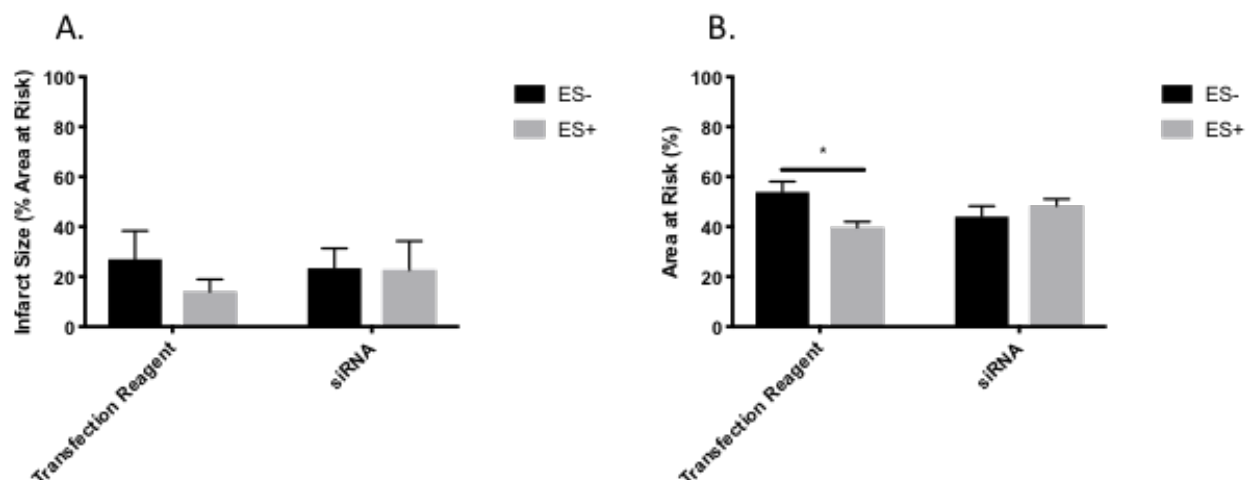 A.
Infarct Size (% Area at Risk)
100
80
60
40
20
0
Transfection Reagent
siRNA
ES-
ES+
B.
Area at Risk (%)
100
80
60
40
20
0
*
Transfection Reagent
siRNA
ES-
ES+